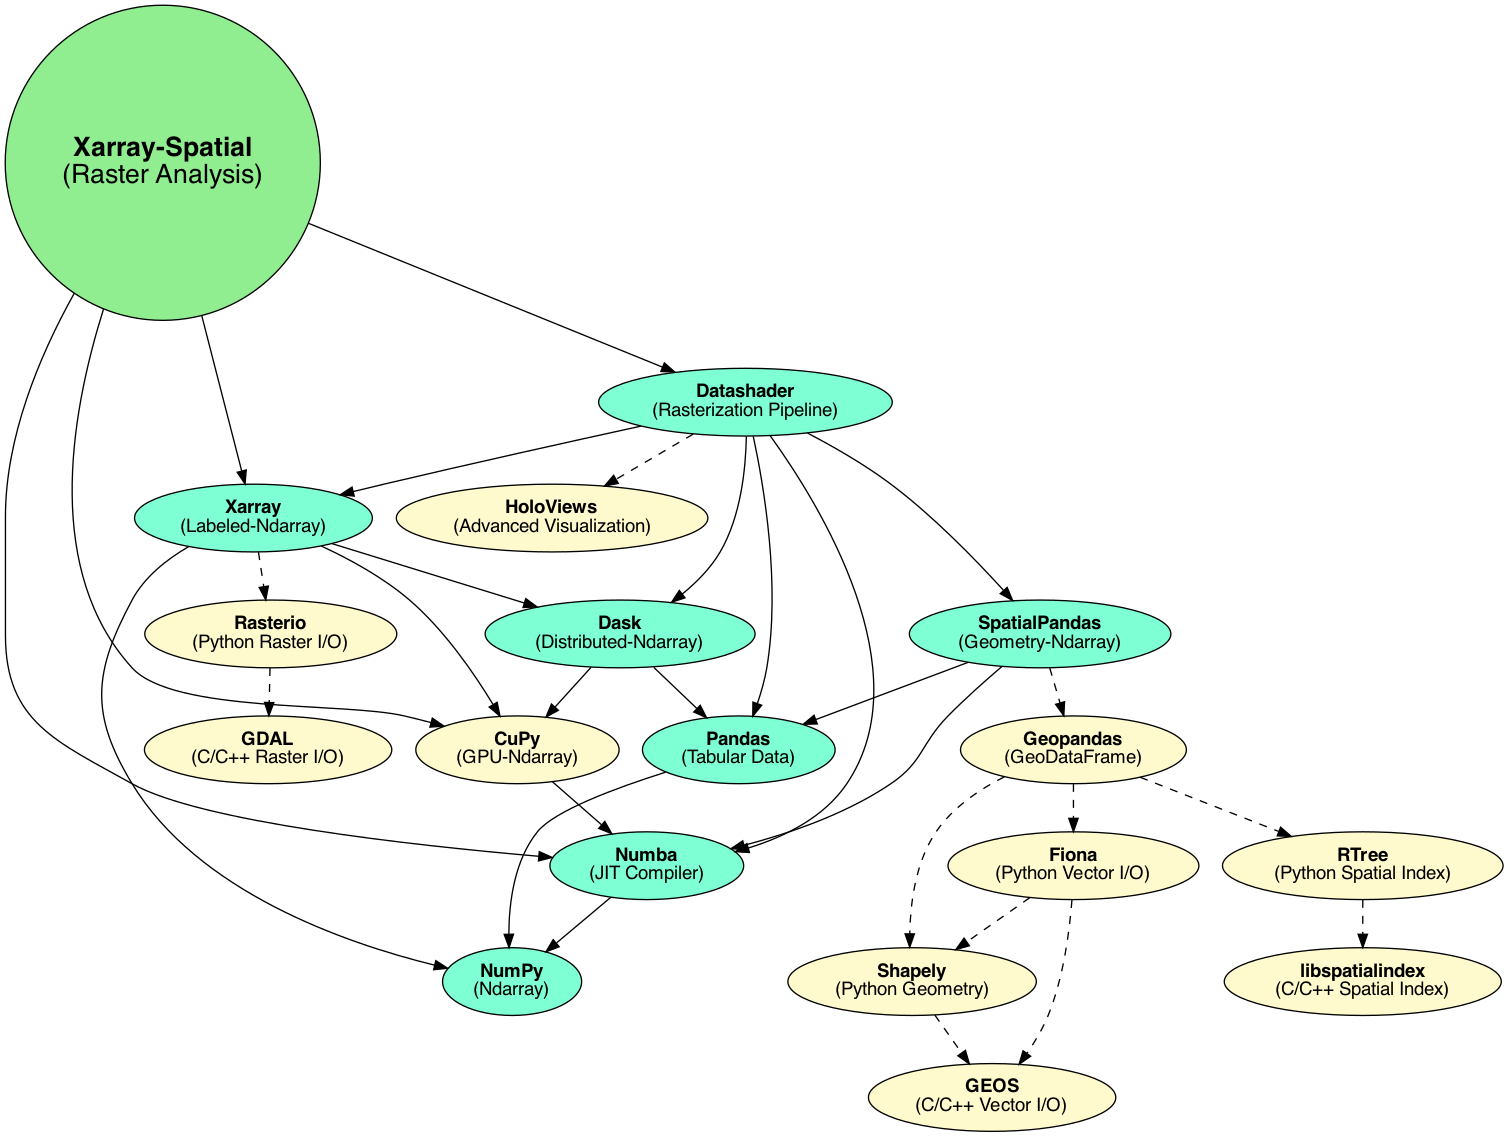 Xarray-Spatial
(Raster Analysis)
Datashader
(Rasterization Pipeline)
Xarray
(Labeled-Ndarray)
HoloViews
(Advanced Visualization)
Rasterio
(Python Raster I/O)
Dask
(Distributed-Ndarray)
SpatialPandas
(Geometry-Ndarray)
GDAL
(C/C++ Raster I/O)
CuPy
(GPU-Ndarray)
Pandas
(Tabular Data)
Geopandas
(GeoDataFrame)
Numba
(JIT Compiler)
Fiona
(Python Vector I/O)
RTree
(Python Spatial Index)
NumPy
(Ndarray)
Shapely
(Python Geometry)
libspatialindex
(C/C++ Spatial Index)
GEOS
(C/C++ Vector I/O)